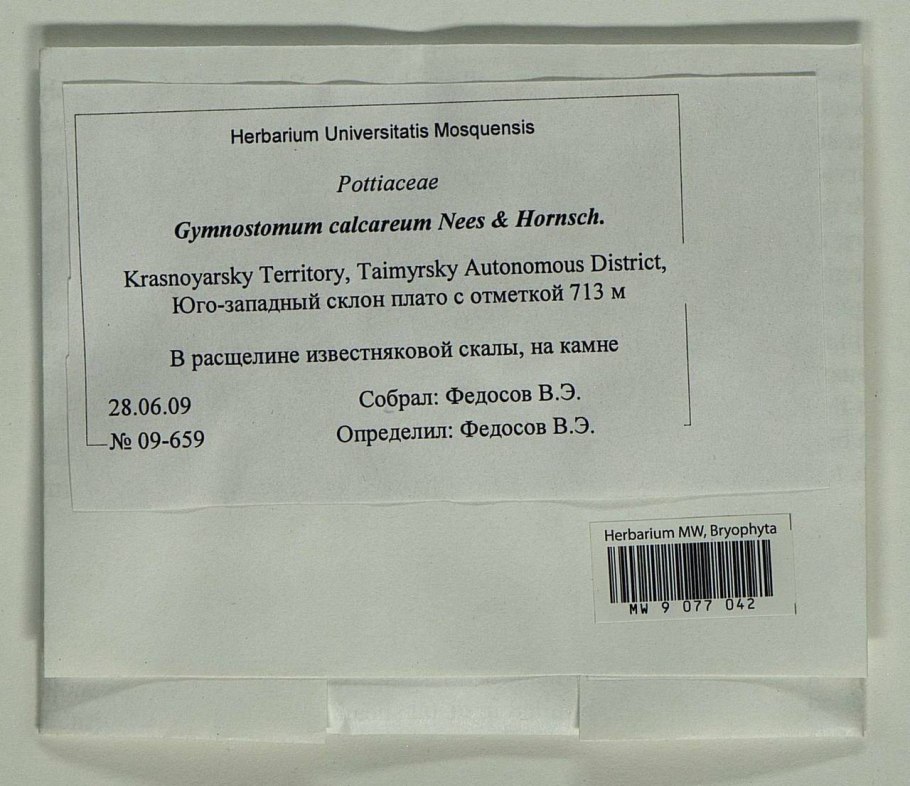 Herbarium Universitatis Mosquensis
Pottiaceae
Gymnostomum calcareum Nees & Hornsch.
Krasnoyarsky Territory, Taimyrsky Autonomous District,
Юго-западный склон плато с отметкой 713 м
В расщелине известняковой скалы, на камне
28.06.09 Собрал: Федосов В.Э.
№ 09-659 Определил: Федосов В.Э.
Herbarium MW, Bryophyta
MW 9 077 042